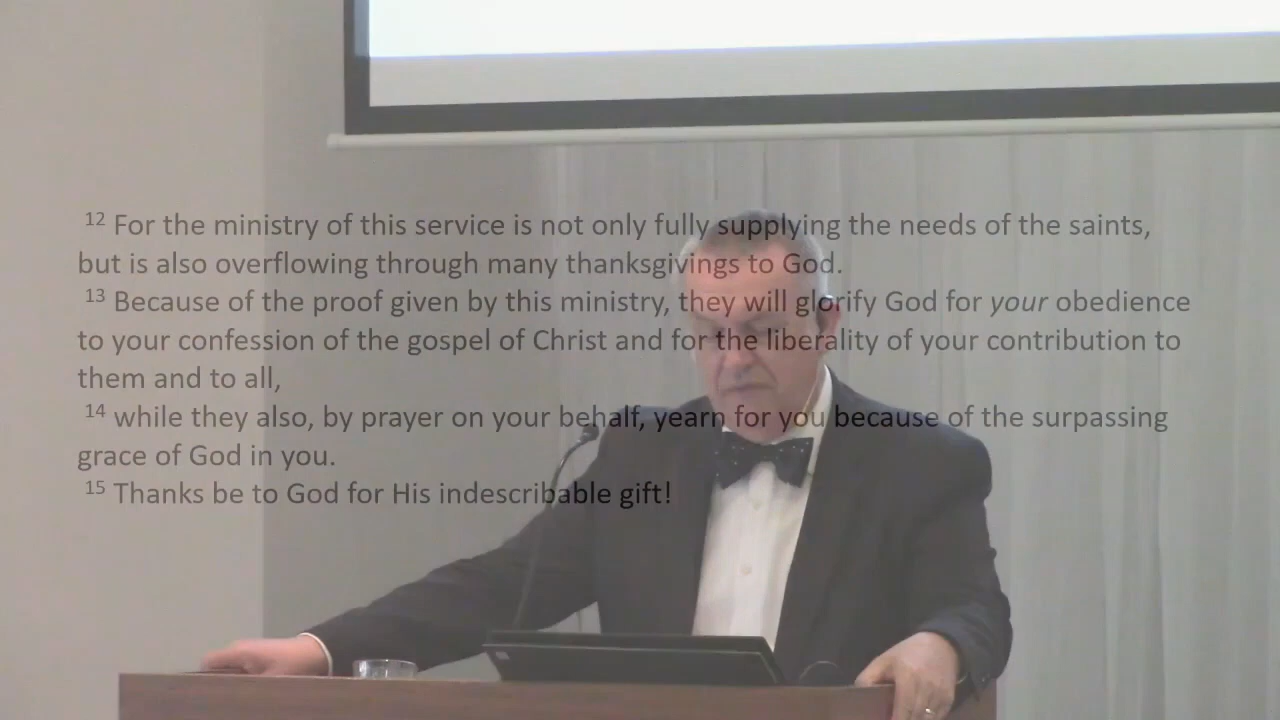 12 For the ministry of this service is not only fully supplying the needs of the saints,
but is also overflowing through many thanksgivings to God.
13 Because of the proof given by this ministry, they will glorify God for your obedience
to your confession of the gospel of Christ and for the liberality of your contribution to
them and to all,
14 while they also, by prayer on your behalf, yearn for you because of the surpassing
grace of God in you.
15 Thanks be to God for His indescribable gift!